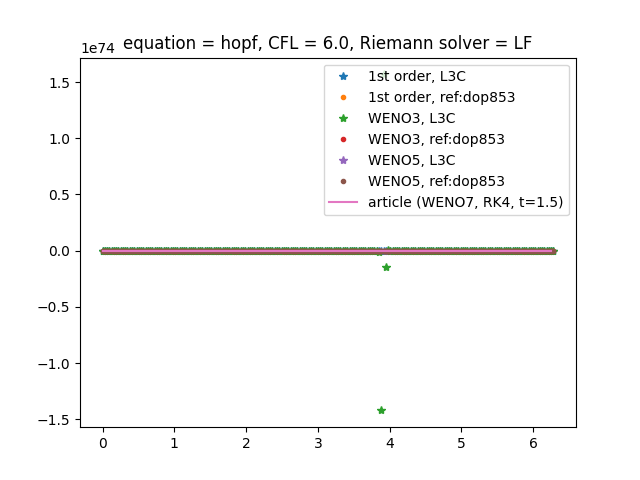 equation = hopf, CFL = 6.0, Riemann solver = LF
1e74
1st order, L3C
1st order, ref:dop853
WENO3, L3C
WENO3, ref:dop853
WENO5, L3C
WENO5, ref:dop853
article (WENO7, RK4, t=1.5)
1.5
1.0
0.5
0.0
−0.5
−1.0
−1.5
0 1 2 3 4 5 6